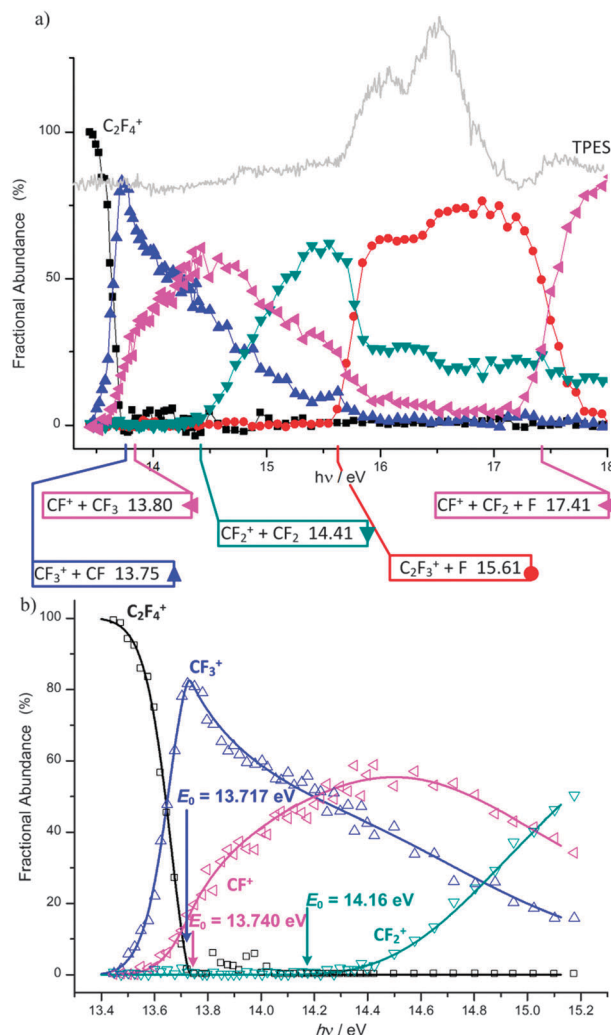 a)
C₂F₄⁺
TPES
100
50
0
Fractional Abundance (%)
14 15 16 17 18
hν / eV
CF⁺ + CF₃ 13.80
CF⁺ + CF₂ + F 17.41
CF₂⁺ + CF₂ 14.41
CF₃⁺ + CF 13.75
C₂F₃⁺ + F 15.61
b)
C₂F₄⁺
100
80
60
40
20
0
Fractional Abundance (%)
CF₃⁺
E₀ = 13.717 eV
CF⁺
E₀ = 14.16 eV
E₀ = 13.740 eV
CF₂⁺
13.4 13.6 13.8 14.0 14.2 14.4 14.6 14.8 15.0 15.2
hν / eV